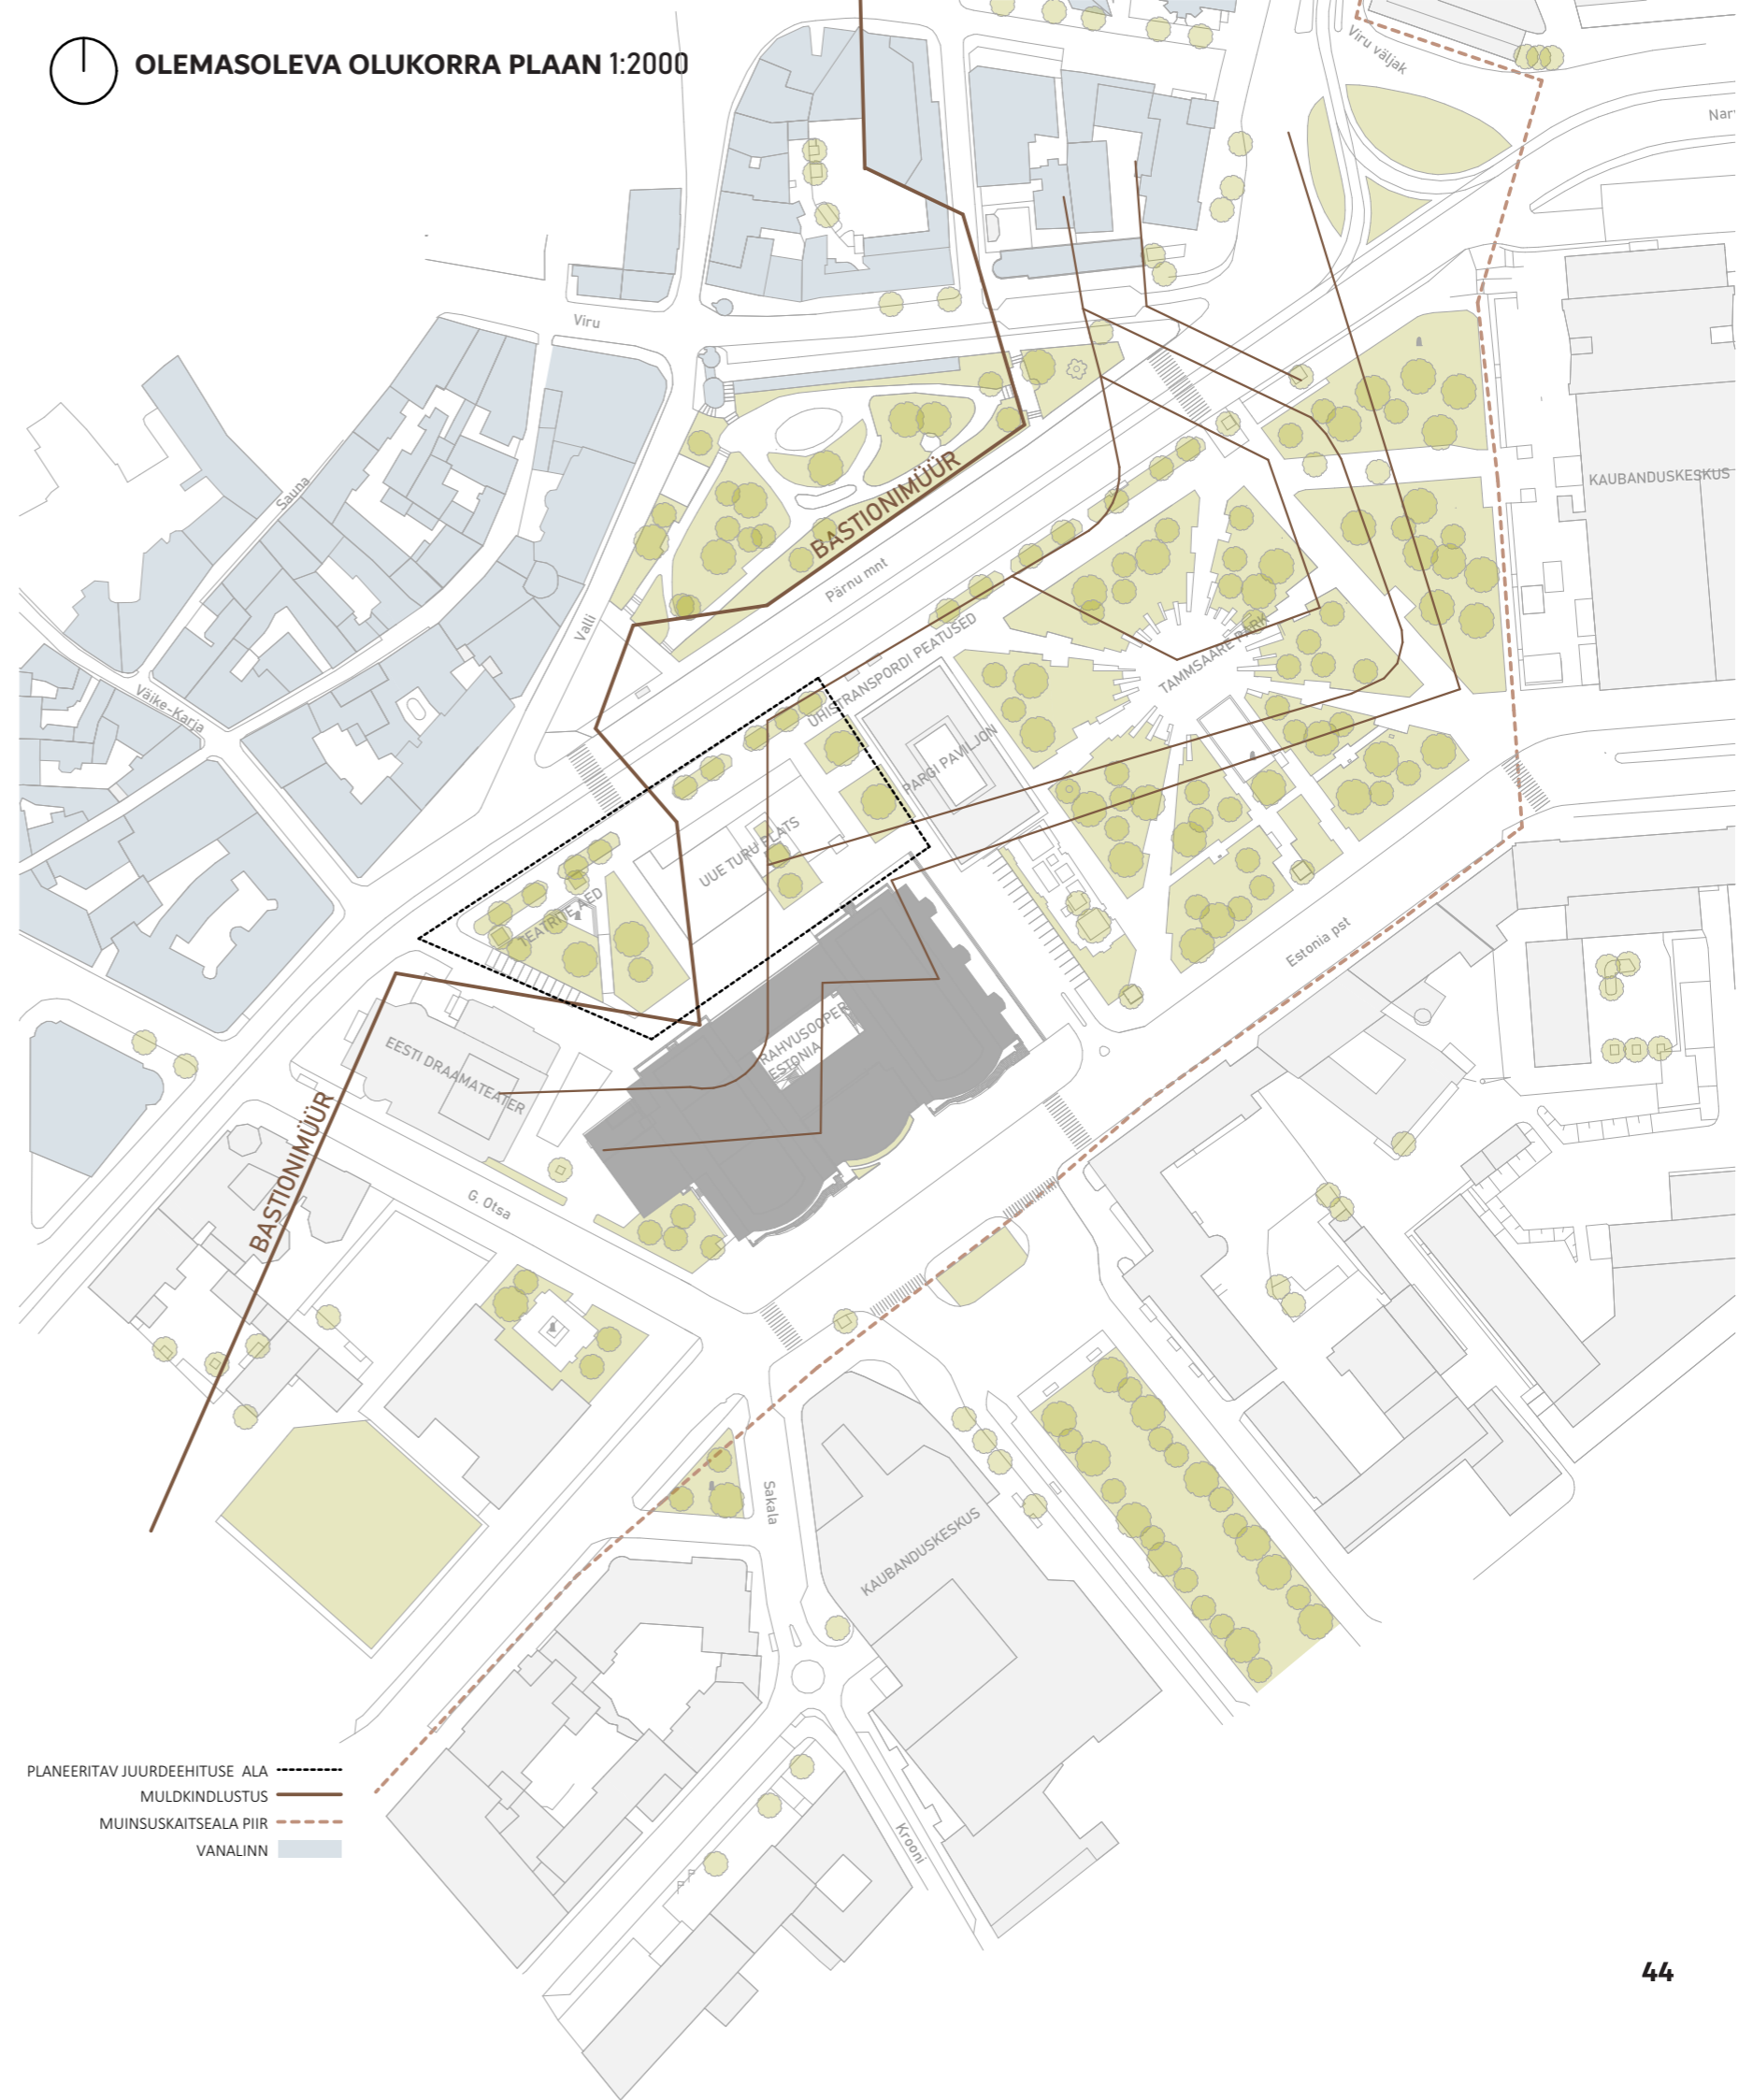 OLEMASOLEVA OLUKORRA PLAAN 1:2000
Viru väljak
Viru
Sauna
KAUBANDUSKESKUS
BASTIONIMÜÜR
Pärnu mnt
Valli
ÜHISTRANSPORDI PEATUSED
TAMMSAARE PARK
Väike-Karja
PARGI PAVILJON
UUE TURU PLATS
TEATRITE AED
Estonia pst
RAHVUSOOPER
ESTONIA
EESTI DRAAMATEATER
BASTIONIMÜÜR
G. Otsa
Sakala
KAUBANDUSKESKUS
Krooni
PLANEERITAV JUURDEEHITUSE ALA
MULDKINDLUSTUS
MUINSUSKAITSEALA PIIR
VANALINN
44